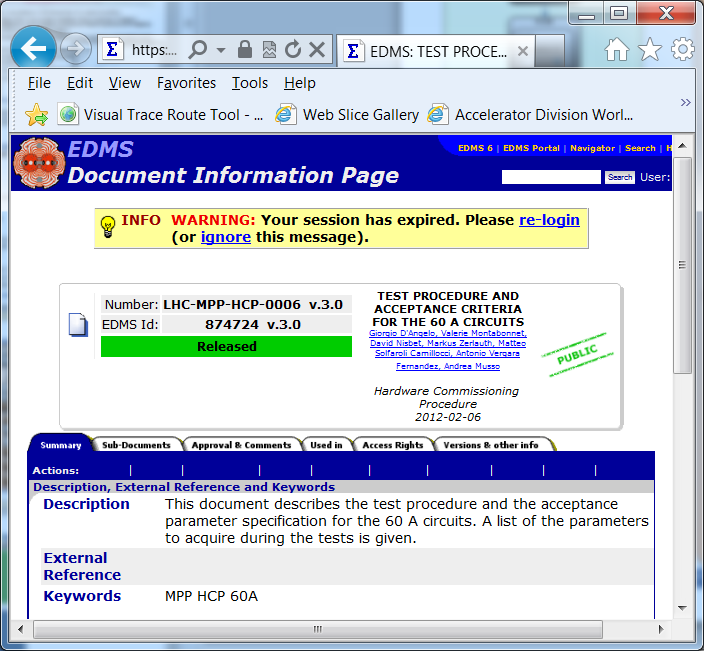 https:...
EDMS: TEST PROCE...
File Edit View Favorites Tools Help
Visual Trace Route Tool - ... Web Slice Gallery Accelerator Division Worl...
EDMS
Document Information Page
EDMS 6 | EDMS Portal | Navigator | Search | H
Search User:
INFO WARNING: Your session has expired. Please re-login
(or ignore this message).
Number: LHC-MPP-HCP-0006 v.3.0
EDMS Id: 874724 v.3.0
Released
TEST PROCEDURE AND
ACCEPTANCE CRITERIA
FOR THE 60 A CIRCUITS
Giorgio D'Angelo, Valerie Montabonnet,
David Nisbet, Markus Zerlauth, Matteo
Solfaroli Camillocci, Antonio Vergara
Fernandez, Andrea Musso
Hardware Commissioning
Procedure
2012-02-06
PUBLIC
Summary Sub-Documents Approval & Comments Used in Access Rights Versions & other info
Actions: | | | | | | | | | |
Description, External Reference and Keywords
Description This document describes the test procedure and the acceptance
parameter specification for the 60 A circuits. A list of the parameters
to acquire during the tests is given.
External
Reference
Keywords MPP HCP 60A